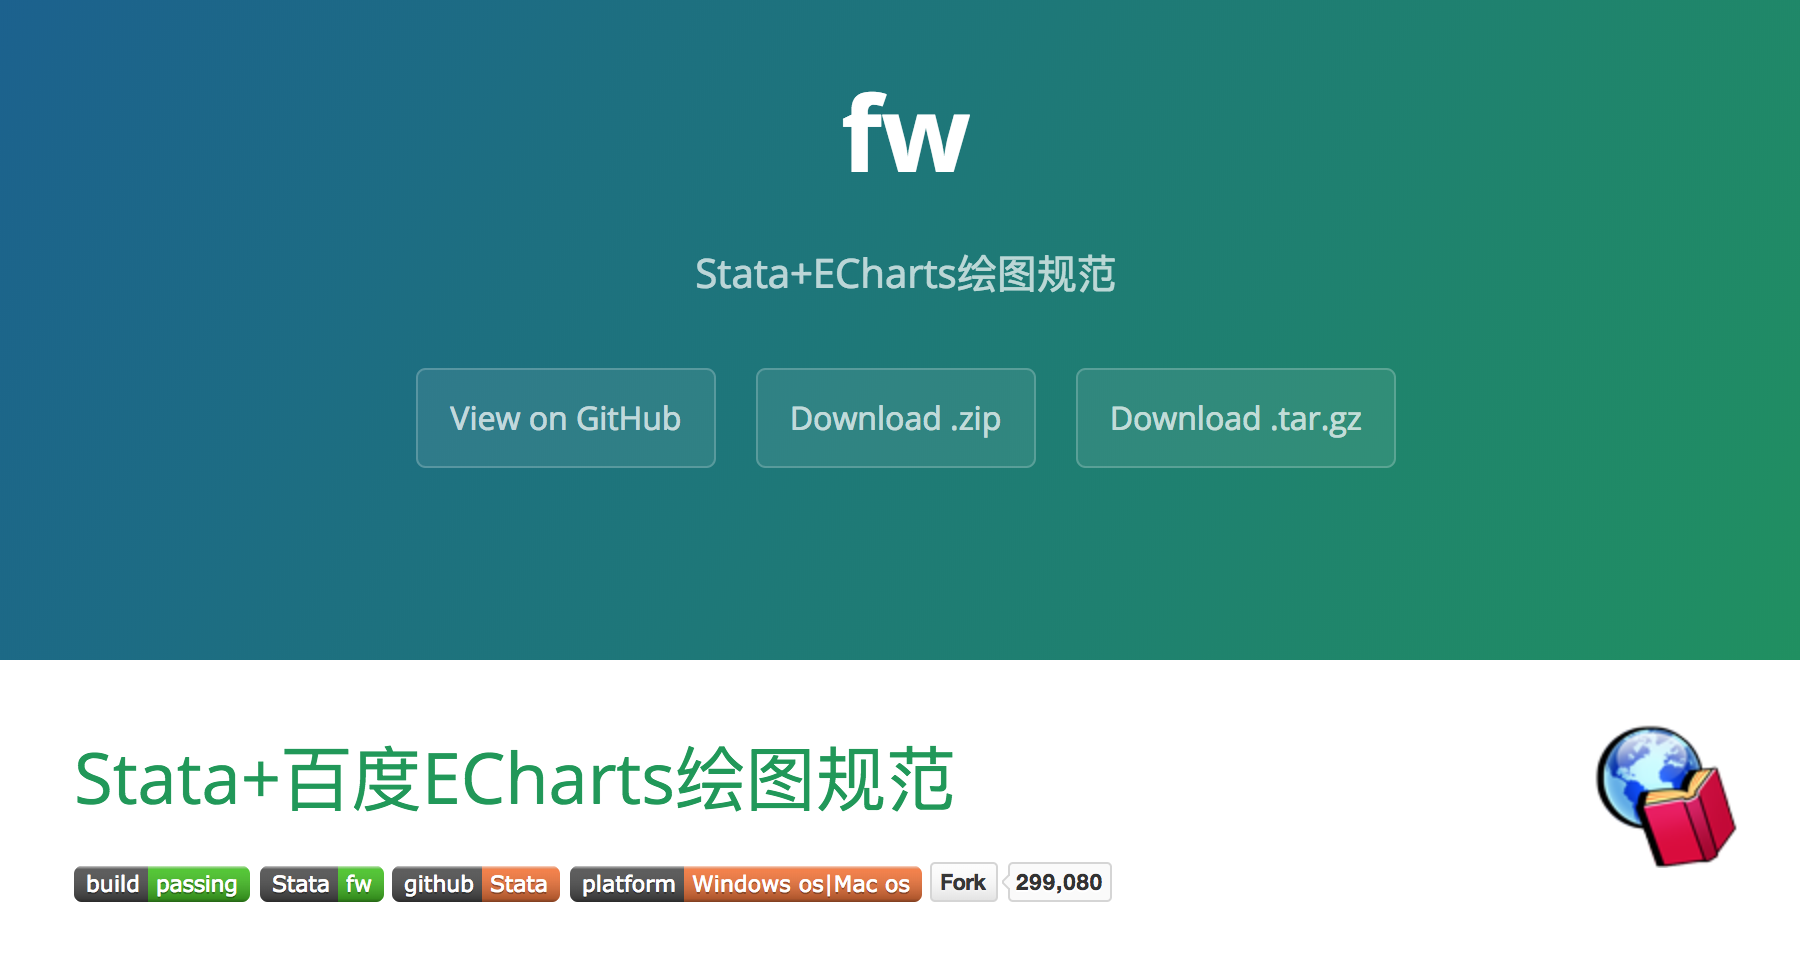 fw
Stata+ECharts绘图规范
View on GitHub Download .zip Download .tar.gz
Stata+百度ECharts绘图规范
build passing Stata fw github Stata platform Windows os|Mac os Fork 299,080